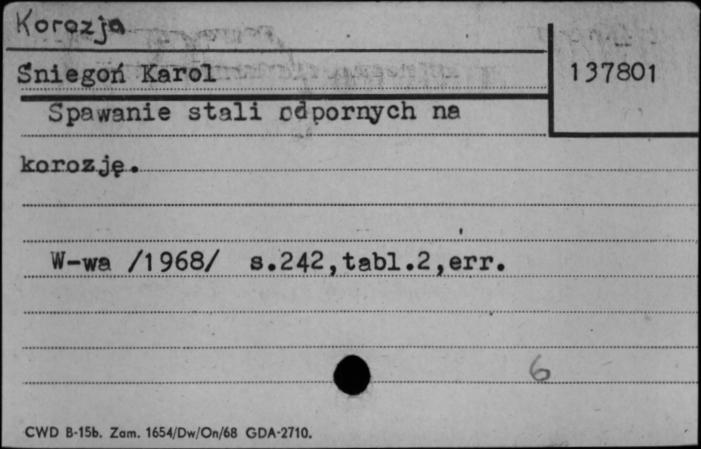 Korozja
Śniegoń Karol
137801
Spawanie stali odpornych na
korozję.
W-wa /1968/ s.242,tabl.2,err.
6
CWD B-15b. Zam. 1654/Dw/On/68 GDA-2710.